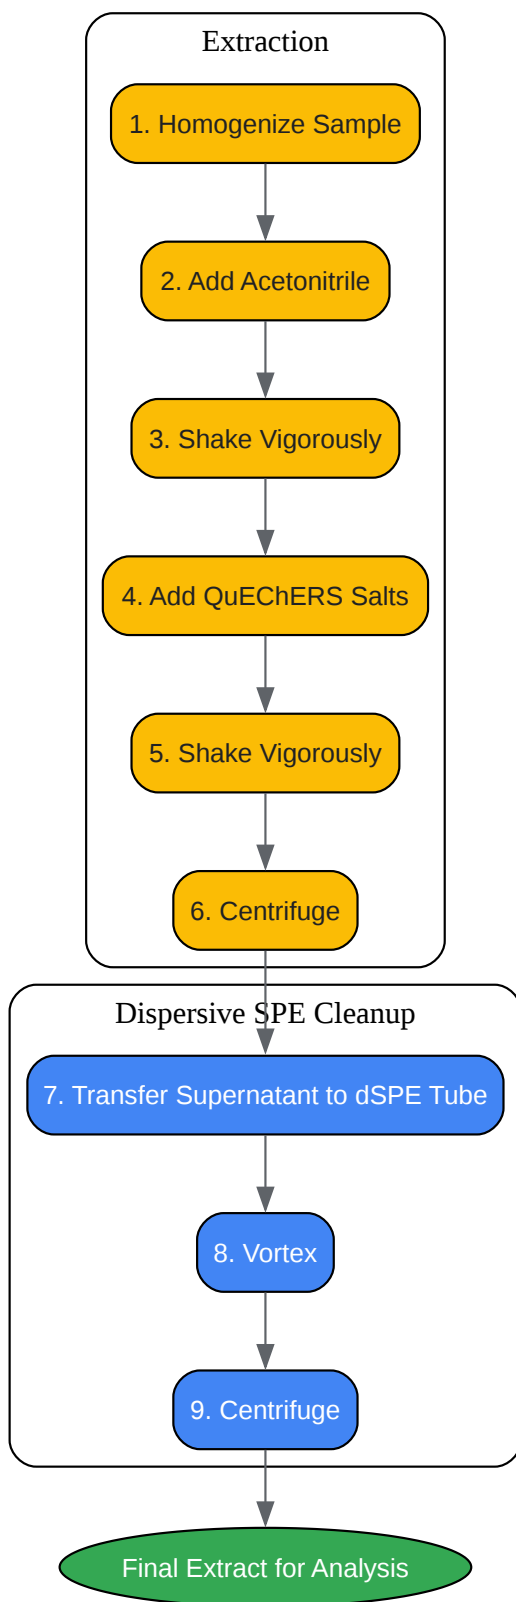 Extraction
1. Homogenize Sample
2. Add Acetonitrile
3. Shake Vigorously
4. Add QuEChERS Salts
5. Shake Vigorously
6. Centrifuge
Dispersive SPE Cleanup
7. Transfer Supernatant to dSPE Tube
8. Vortex
9. Centrifuge
Final Extract for Analysis